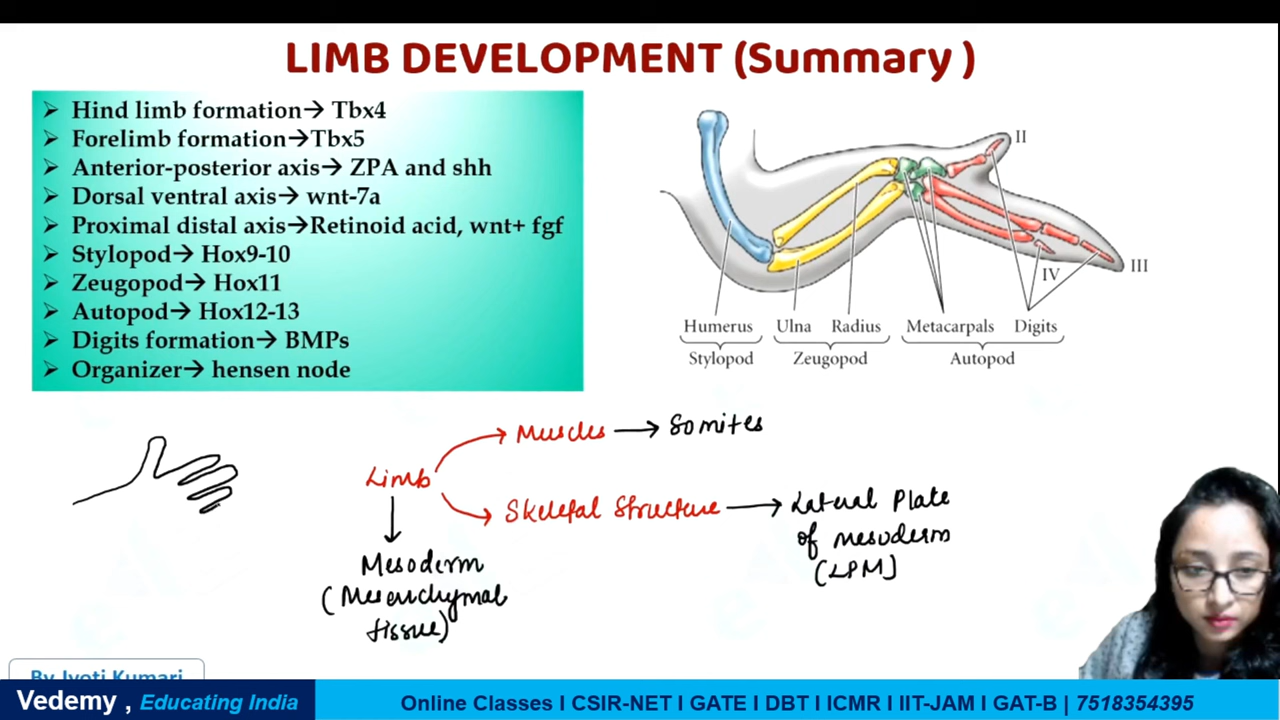 LIMB DEVELOPMENT (Summary )
➢ Hind limb formation→ Tbx4
➢ Forelimb formation→Tbx5
➢ Anterior-posterior axis→ ZPA and shh
➢ Dorsal ventral axis→ wnt-7a
➢ Proximal distal axis→Retinoid acid, wnt+ fgf
➢ Stylopod→ Hox9-10
➢ Zeugopod→ Hox11
➢ Autopod→ Hox12-13
➢ Digits formation→ BMPs
➢ Organizer→ hensen node
II
III
IV
Humerus Ulna Radius Metacarpals Digits
Stylopod Zeugopod Autopod
Muscles → Somites
Limb
Skeletal Structure → Lateral Plate
of mesoderm
(LPM]
Mesoderm
(Mesenchymal
tissue)
By Jyoti Kumari
Vedemy , Educating India
Online Classes I CSIR-NET I GATE I DBT I ICMR I IIT-JAM I GAT-B | 7518354395